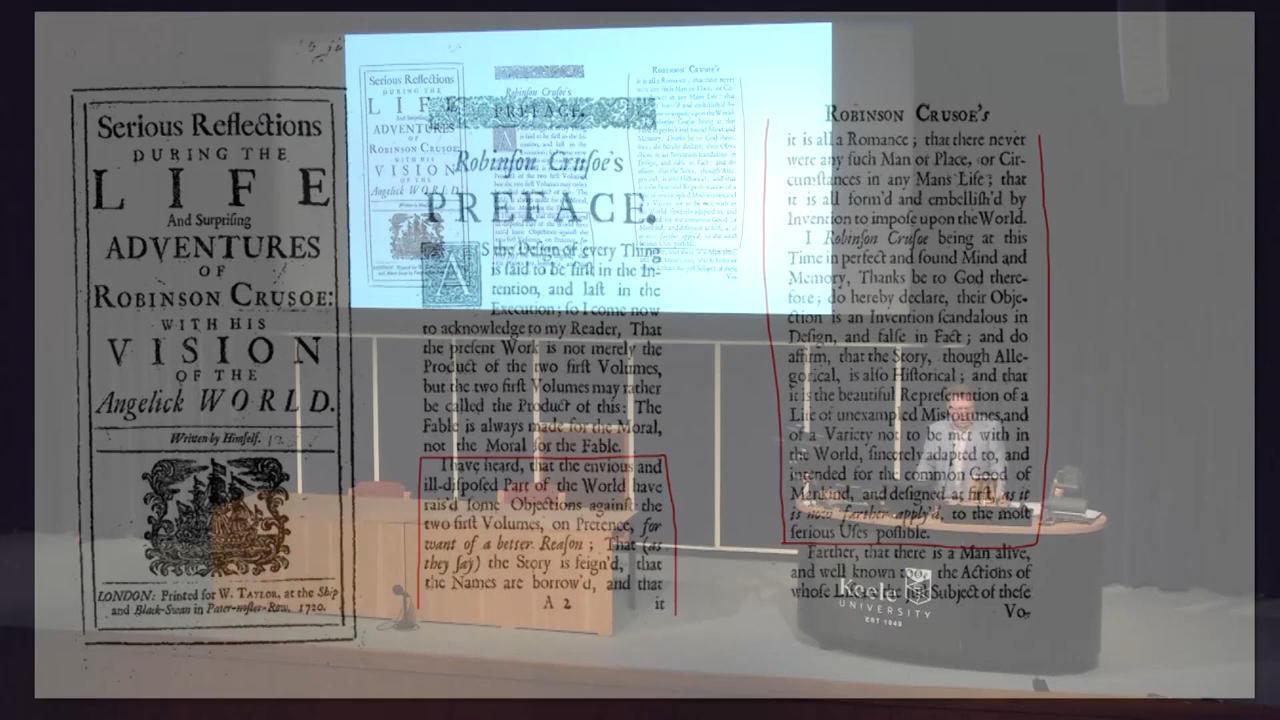 Serious Reflections
DURING THE
LIFE
And Surprising
ADVENTURES
OF
ROBINSON CRUSOE:
WITH HIS
VISION
OF THE
Angelick WORLD.
Written by Himself.
LONDON: Printed for W. TAYLOR, at the Ship
and Black-Swan in Pater-noster-Row. 1720.
Robinſon Cruſoe's
PREFACE.
AS the Deſign of every Thing
is ſaid to be firſt in the In-
tention, and laſt in the
Execution; ſo I come now
to acknowledge to my Reader, That
the preſent Work is not merely the
Product of the two firſt Volumes,
but the two firſt Volumes may rather
be called the Product of this: The
Fable is always made for the Moral,
not the Moral for the Fable.
I have heard, that the envious and
ill-diſpoſed Part of the World have
rais'd ſome Objections againſt the
two firſt Volumes, on Pretence, for
want of a better Reaſon; That (as
they ſay) the Story is feign'd, that
the Names are borrow'd, and that
A 2
it
ROBINSON CRUSOE's
it is all a Romance; that there never
were any ſuch Man or Place, or Cir-
cumſtances in any Mans Life; that
it is all form'd and embelliſh'd by
Invention to impoſe upon the World.
I Robinſon Cruſoe being at this
Time in perfect and ſound Mind and
Memory, Thanks be to God there-
fore; do hereby declare, their Obje-
ction is an Invention ſcandalous in
Deſign, and falſe in Fact; and do
affirm, that the Story, though Alle-
gorical, is alſo Hiſtorical; and that
it is the beautiful Repreſentation of a
Life of unexampled Misfortunes, and
of a Variety not to be met with in
the World, ſincerely adapted to, and
intended for the common Good of
Mankind, and deſigned at firſt, as it
is now farther apply'd, to the moſt
ſerious Uſes poſſible.
Farther, that there is a Man alive,
and well known too, the Actions of
whoſe Life are the juſt Subject of theſe
Vo-
Keele
UNIVERSITY
EST 1949